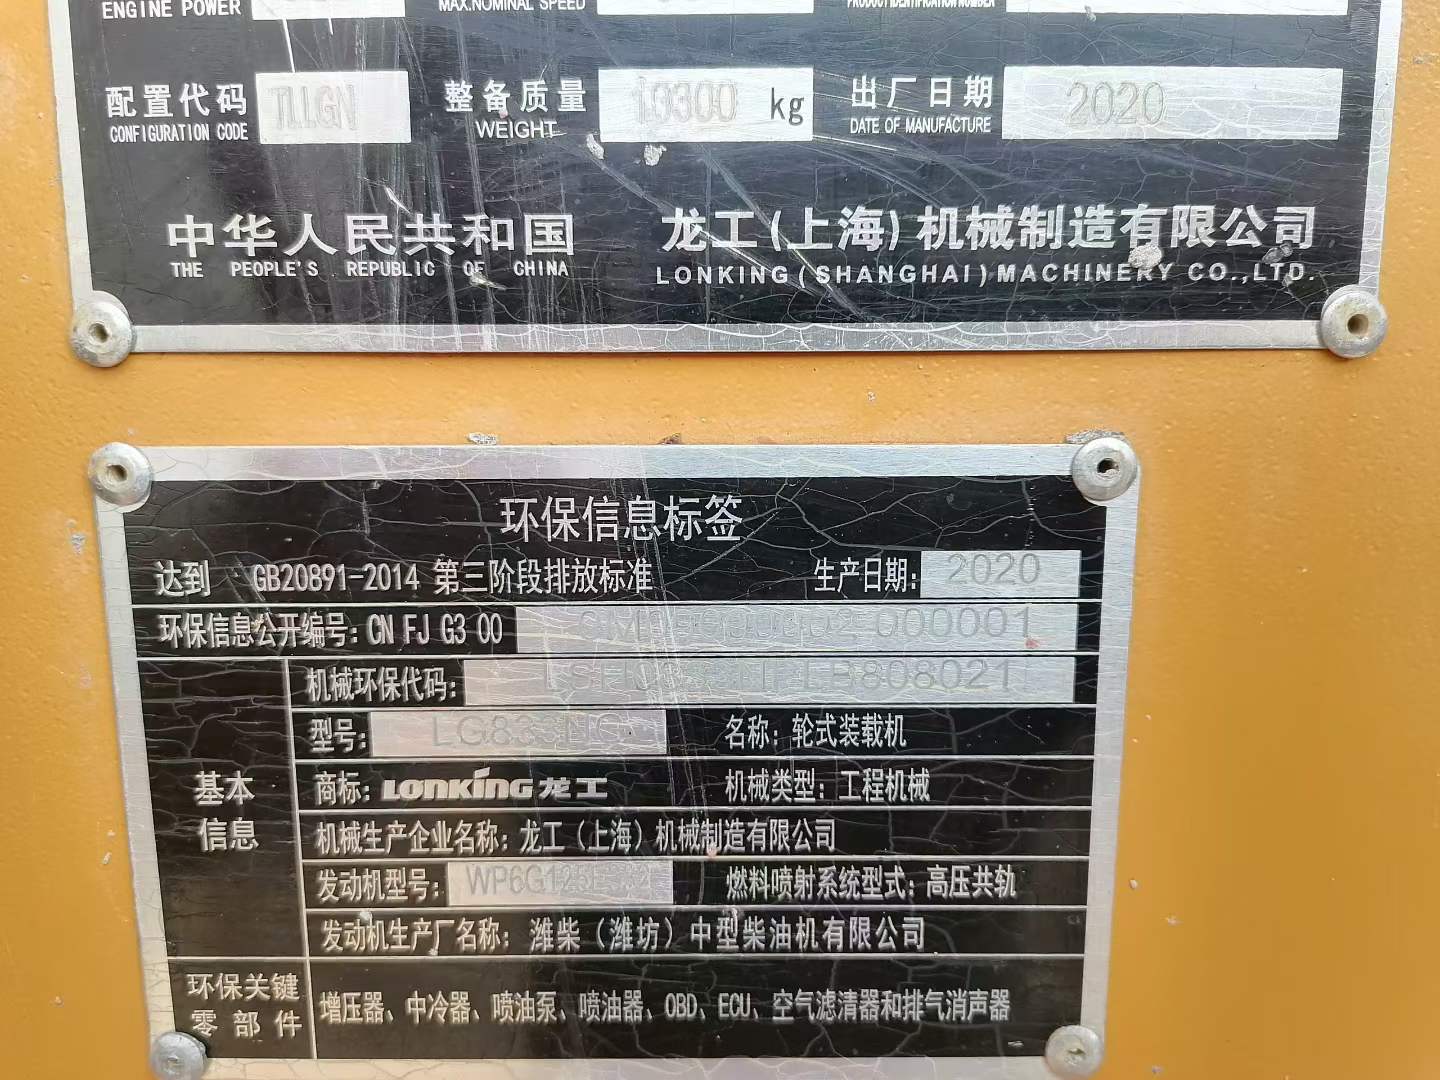 ENGINE POWER MAX.NOMINAL SPEED PRODUCT IDENTIFICATION NUMBER
配置代码 TLLGN 整备质量 10300 kg 出厂日期 2020
CONFIGURATION CODE WEIGHT DATE OF MANUFACTURE
中华人民共和国 龙工(上海)机械制造有限公司
THE PEOPLE'S REPUBLIC OF CHINA LONKING(SHANGHAI)MACHINERY CO.,LTD.
环保信息标签
达到 GB20891-2014 第三阶段排放标准 生产日期: 2020
环保信息公开编号: CN FJ G3 00 000001
机械环保代码:
型号: 名称: 轮式装载机
商标: LONKING 龙工 机械类型: 工程机械
基本
信息
机械生产企业名称: 龙工（上海）机械制造有限公司
发动机型号: 燃料喷射系统型式: 高压共轨
发动机生产厂名称: 潍柴（潍坊）中型柴油机有限公司
环保关键
零部件
增压器、中冷器、喷油泵、喷油器、OBD、ECU、空气滤清器和排气消声器